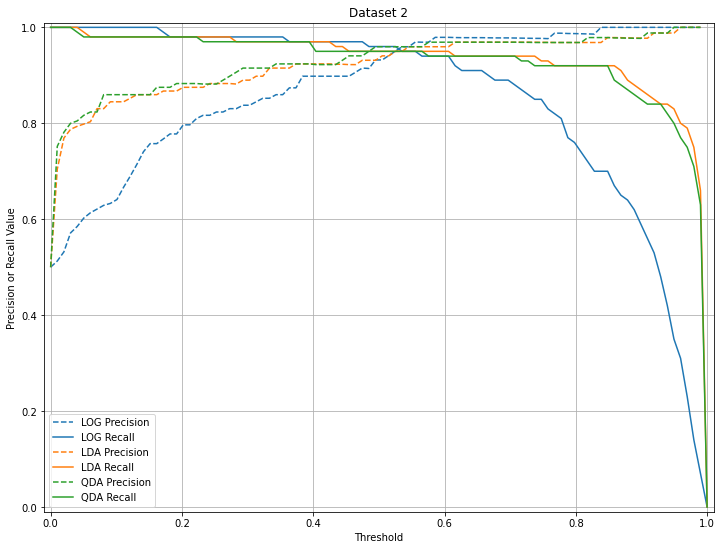 Dataset 2
Precision or Recall Value
1.0
0.8
0.6
0.4
0.2
0.0
LOG Precision
LOG Recall
LDA Precision
LDA Recall
QDA Precision
QDA Recall
0.0 0.2 0.4 0.6 0.8 1.0
Threshold